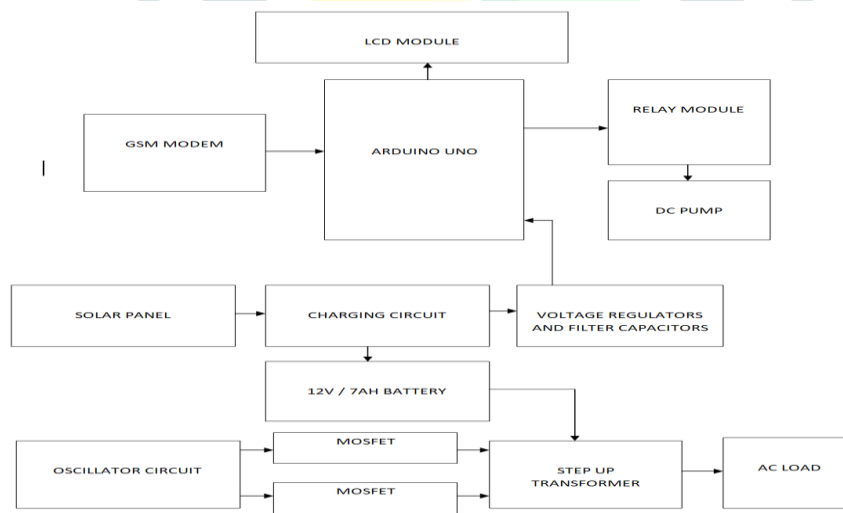 LCD MODULE
GSM MODEM
ARDUINO UNO
RELAY MODULE
DC PUMP
SOLAR PANEL
CHARGING CIRCUIT
VOLTAGE REGULATORS
AND FILTER CAPACITORS
12V / 7AH BATTERY
OSCILLATOR CIRCUIT
MOSFET
MOSFET
STEP UP
TRANSFORMER
AC LOAD